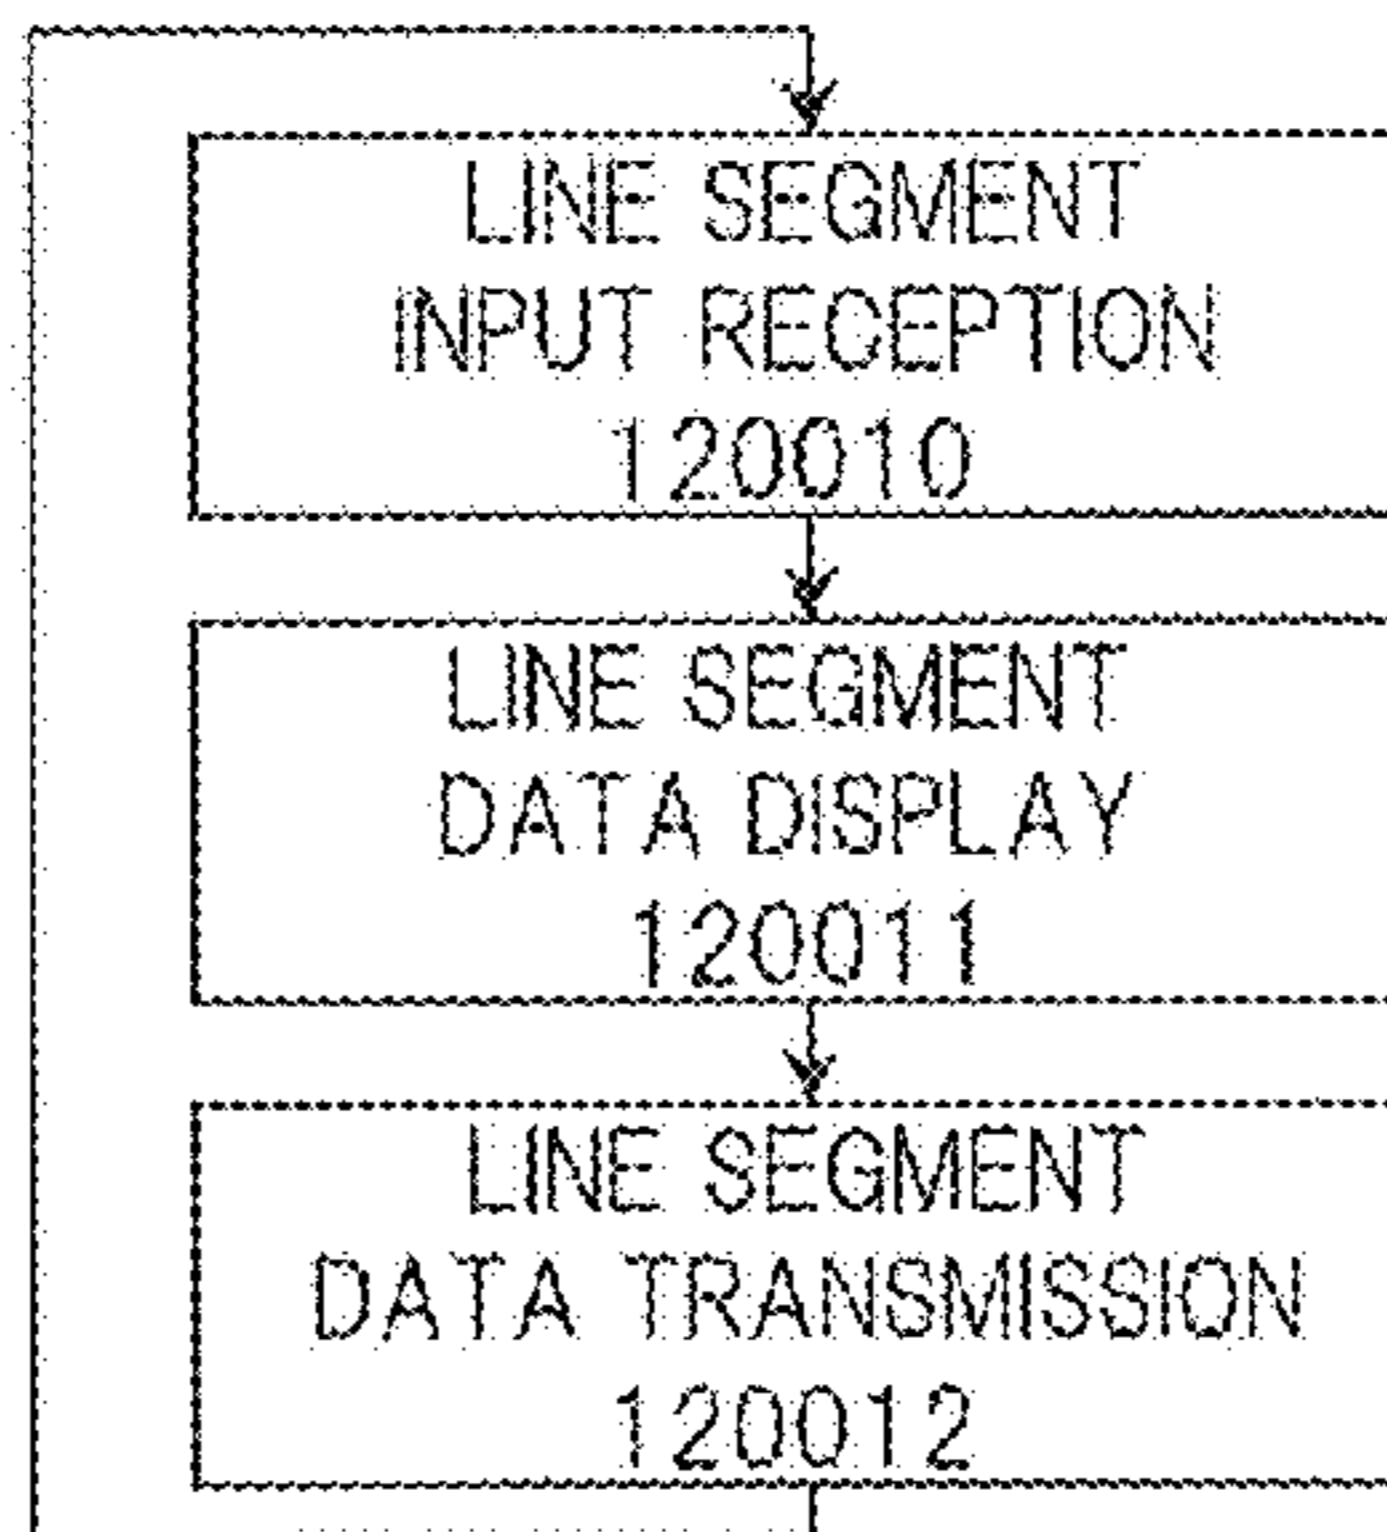 LINE SEGMENT
INPUT RECEPTION
120010
LINE SEGMENT
DATA DISPLAY
120011
LINE SEGMENT
DATA TRANSMISSION
120012